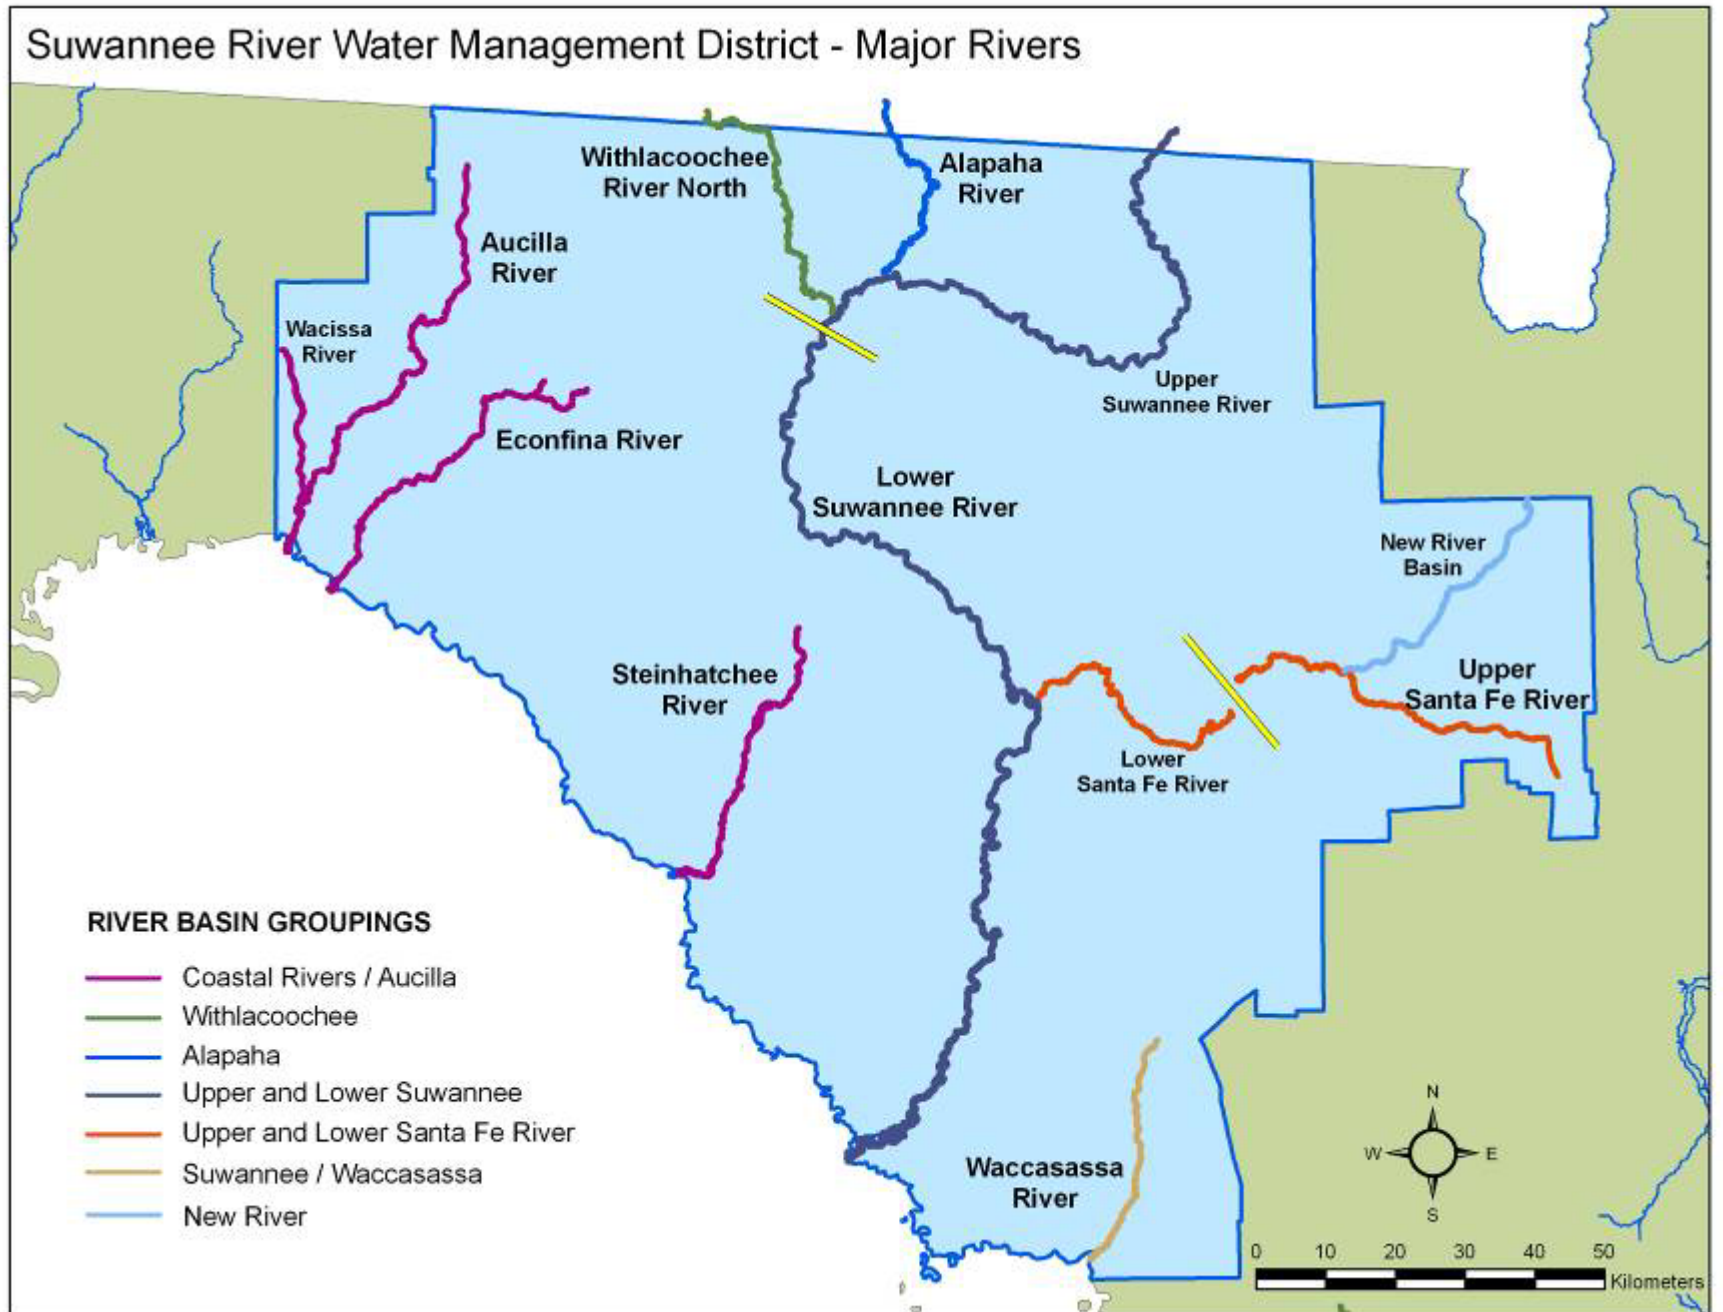 Suwannee River Water Management District - Major Rivers
Withlacoochee
River North
Alapaha
River
Aucilla
River
Wacissa
River
Upper
Suwannee River
Econfina River
Lower
Suwannee River
New River
Basin
Steinhatchee
River
Upper
Santa Fe River
Lower
Santa Fe River
RIVER BASIN GROUPINGS
Coastal Rivers / Aucilla
Withlacoochee
Alapaha
Upper and Lower Suwannee
Upper and Lower Santa Fe River
Suwannee / Waccasassa
New River
Waccasassa
River
N
W E
S
0 10 20 30 40 50
Kilometers